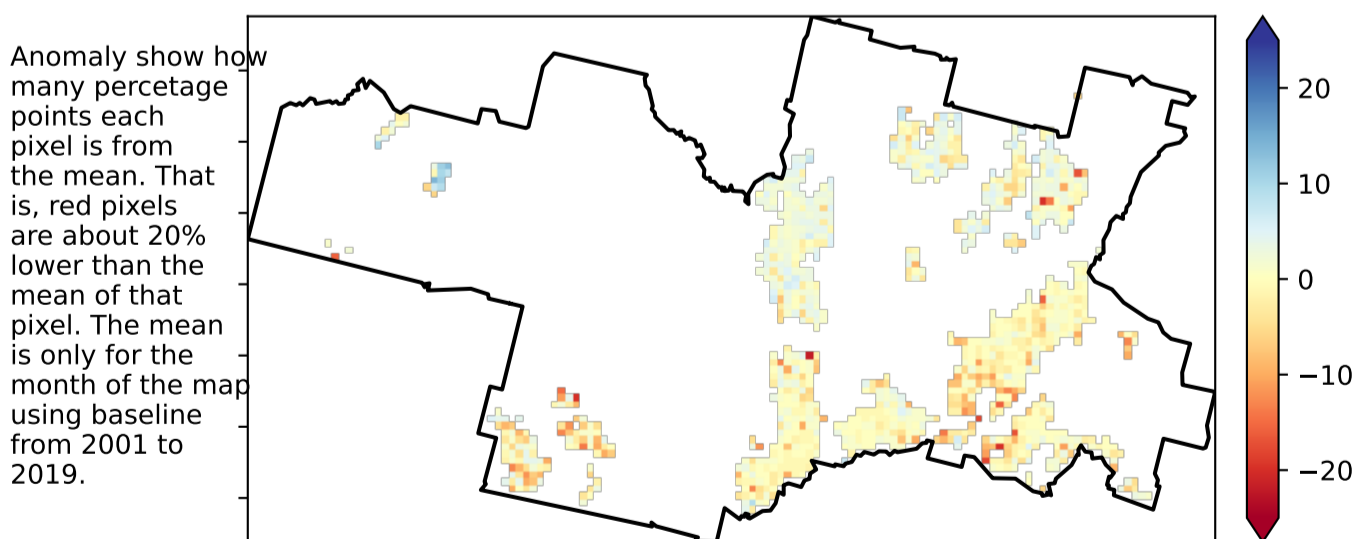 Anomaly show how
many percetage
points each
pixel is from
the mean. That
is, red pixels
are about 20%
lower than the
mean of that
pixel. The mean
is only for the
month of the map
using baseline
from 2001 to
2019.
20
10
0
−10
−20